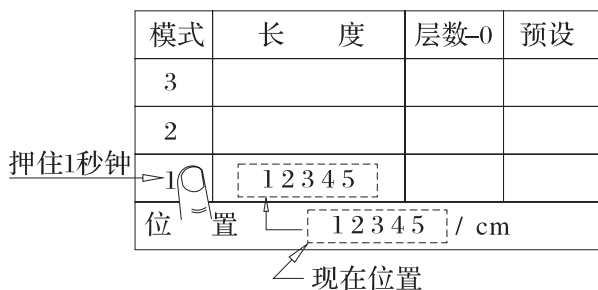 模式 长 度 层数-0 预设
3
2
押住1秒钟 1 12345
位 置 12345 / cm
现在位置